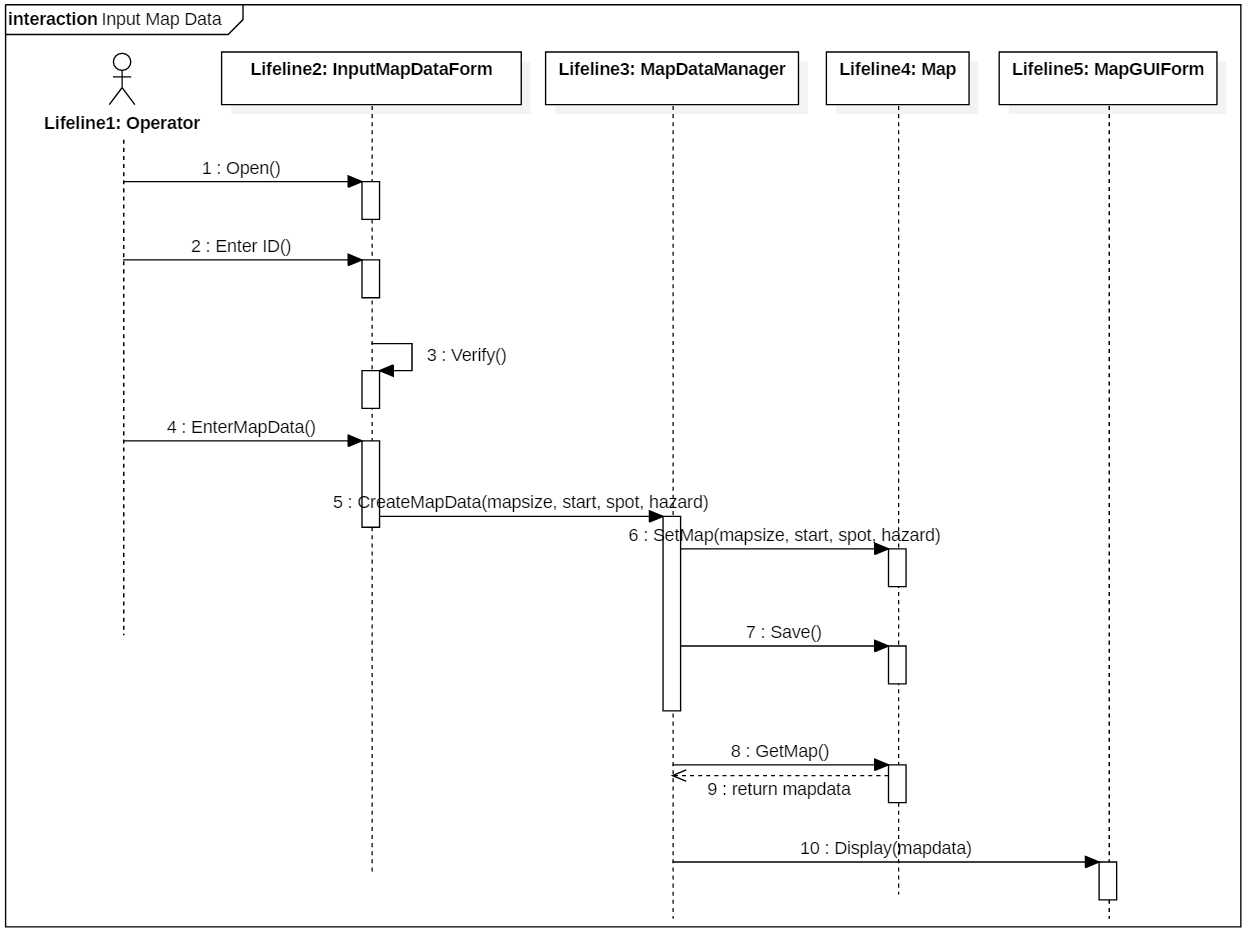 interaction Input Map Data
Lifeline2: InputMapDataForm
Lifeline3: MapDataManager
Lifeline4: Map
Lifeline5: MapGUIForm
Lifeline1: Operator
1 : Open()
2 : Enter ID()
3 : Verify()
4 : EnterMapData()
5 : CreateMapData(mapsize, start, spot, hazard)
6 : SetMap(mapsize, start, spot, hazard)
7 : Save()
8 : GetMap()
9 : return mapdata
10 : Display(mapdata)